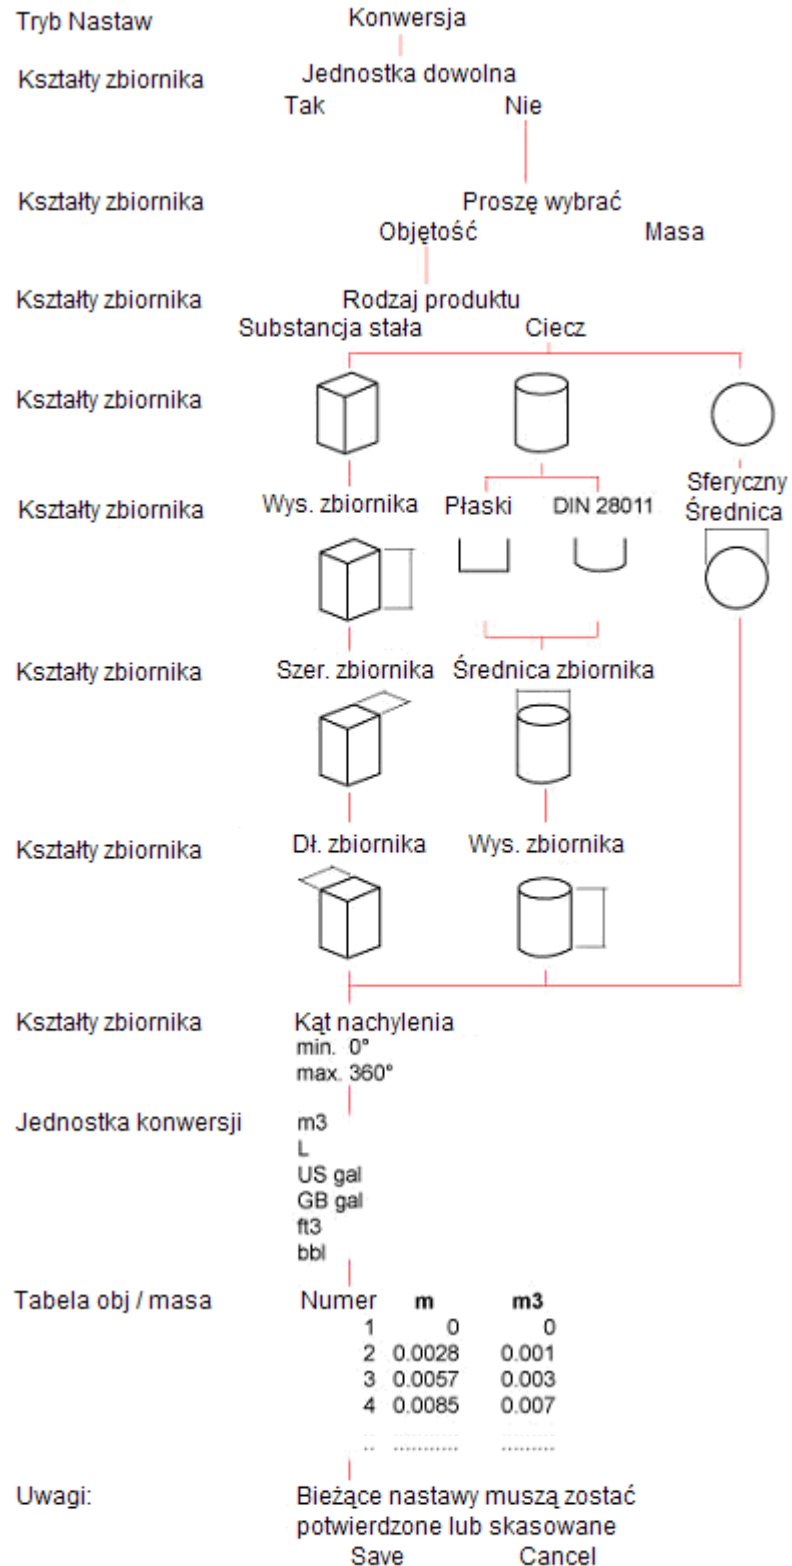 Tryb Nastaw Konwersja
Kształty zbiornika Jednostka dowolna
Tak Nie
Kształty zbiornika Proszę wybrać
Objętość Masa
Kształty zbiornika Rodzaj produktu
Substancja stała Ciecz
Kształty zbiornika
Kształty zbiornika Wys. zbiornika Płaski DIN 28011 Sferyczny
Średnica
Kształty zbiornika Szer. zbiornika Średnica zbiornika
Kształty zbiornika Dł. zbiornika Wys. zbiornika
Kształty zbiornika Kąt nachylenia
min. 0°
max. 360°
Jednostka konwersji m3
L
US gal
GB gal
ft3
bbl
Tabela obj / masa Numer m m3
1 0 0
2 0.0028 0.001
3 0.0057 0.003
4 0.0085 0.007
.. ........... .........
Uwagi: Bieżące nastawy muszą zostać
potwierdzone lub skasowane
Save Cancel